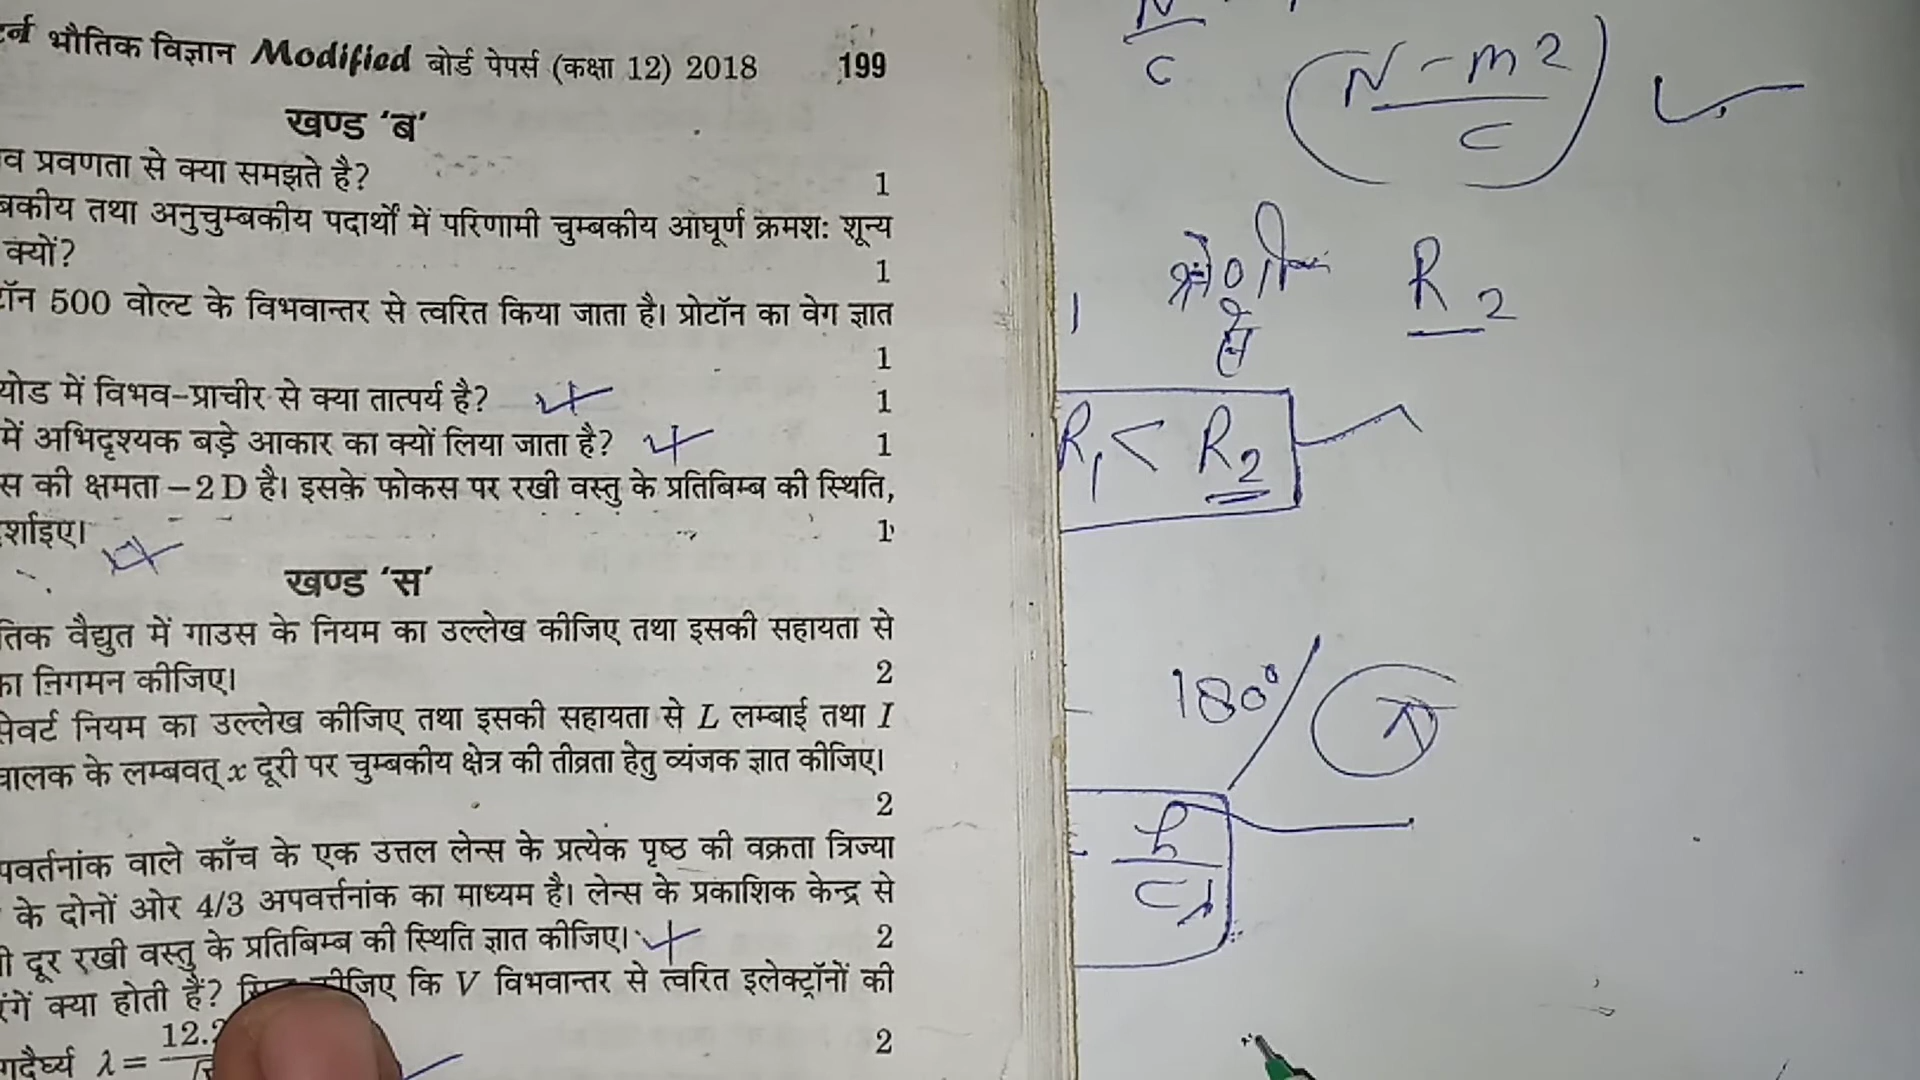 भौतिक विज्ञान Modified बोर्ड पेपर्स (कक्षा 12) 2018 199
खण्ड ‘ब’
व प्रवणता से क्या समझते है? 1
बकीय तथा अनुचुम्बकीय पदार्थों में परिणामी चुम्बकीय आघूर्ण क्रमशः शून्य
क्यों? 1
टॉन 500 वोल्ट के विभवान्तर से त्वरित किया जाता है। प्रोटॉन का वेग ज्ञात
1
योड में विभव-प्राचीर से क्या तात्पर्य है? 1
में अभिदृश्यक बड़े आकार का क्यों लिया जाता है? 1
स की क्षमता – 2 D है। इसके फोकस पर रखी वस्तु के प्रतिबिम्ब की स्थिति,
र्शाइए। 1
खण्ड ‘स’
तिक वैद्युत में गाउस के नियम का उल्लेख कीजिए तथा इसकी सहायता से
का निगमन कीजिए। 2
सेवर्ट नियम का उल्लेख कीजिए तथा इसकी सहायता से L लम्बाई तथा I
चालक के लम्बवत् x दूरी पर चुम्बकीय क्षेत्र की तीव्रता हेतु व्यंजक ज्ञात कीजिए।
2
पवर्तनांक वाले काँच के एक उत्तल लेन्स के प्रत्येक पृष्ठ की वक्रता त्रिज्या
के दोनों ओर 4/3 अपवर्त्तनांक का माध्यम है। लेन्स के प्रकाशिक केन्द्र से
दूर रखी वस्तु के प्रतिबिम्ब की स्थिति ज्ञात कीजिए। 2
रंगें क्या होती हैं? कीजिए कि V विभवान्तर से त्वरित इलेक्ट्रॉनों की
गदैर्घ्य λ = 12.2 2
N/C
(N-m2/C)
श्रेणी R2
से
R1 < R2
180° / π
h/cλ